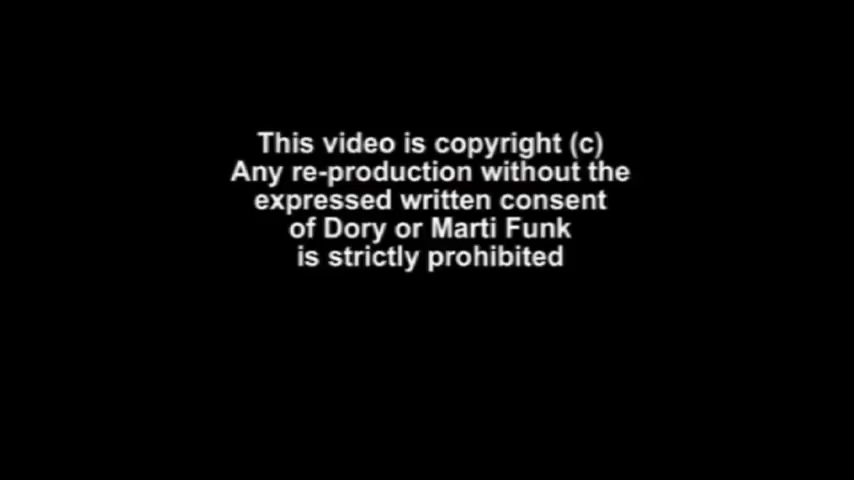 This video is copyright (c)
Any re-production without the
expressed written consent
of Dory or Marti Funk
is strictly prohibited